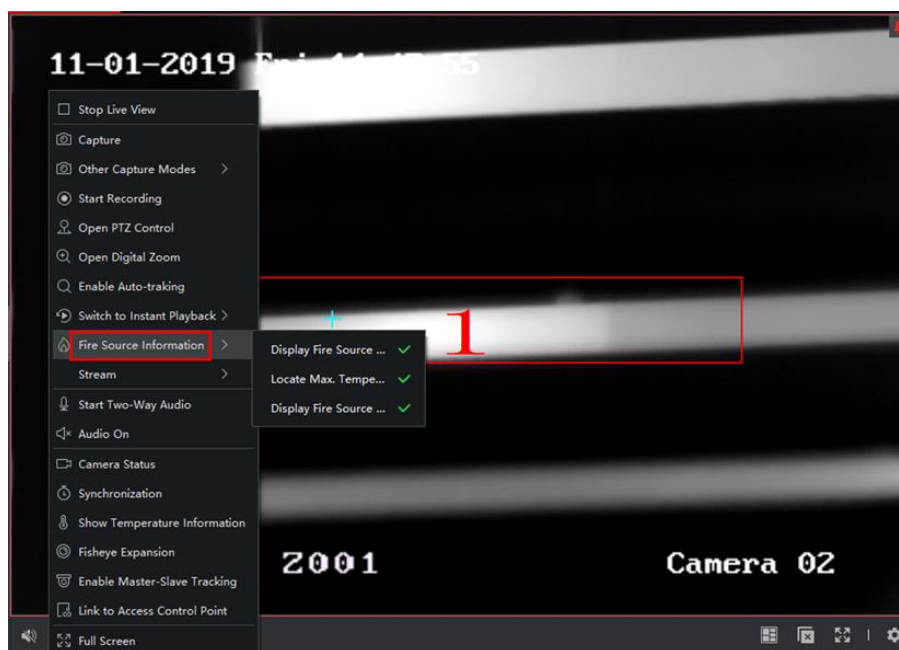 11-01-2019 Fri
Stop Live View
Capture
Other Capture Modes
Start Recording
Open PTZ Control
Open Digital Zoom
Enable Auto-traking
Switch to Instant Playback
Fire Source Information
Stream
Start Two-Way Audio
Audio On
Camera Status
Synchronization
Show Temperature Information
Fisheye Expansion
Enable Master-Slave Tracking
Link to Access Control Point
Full Screen
Display Fire Source ...
Locate Max. Tempe...
Display Fire Source ...
1
2001
Camera 02